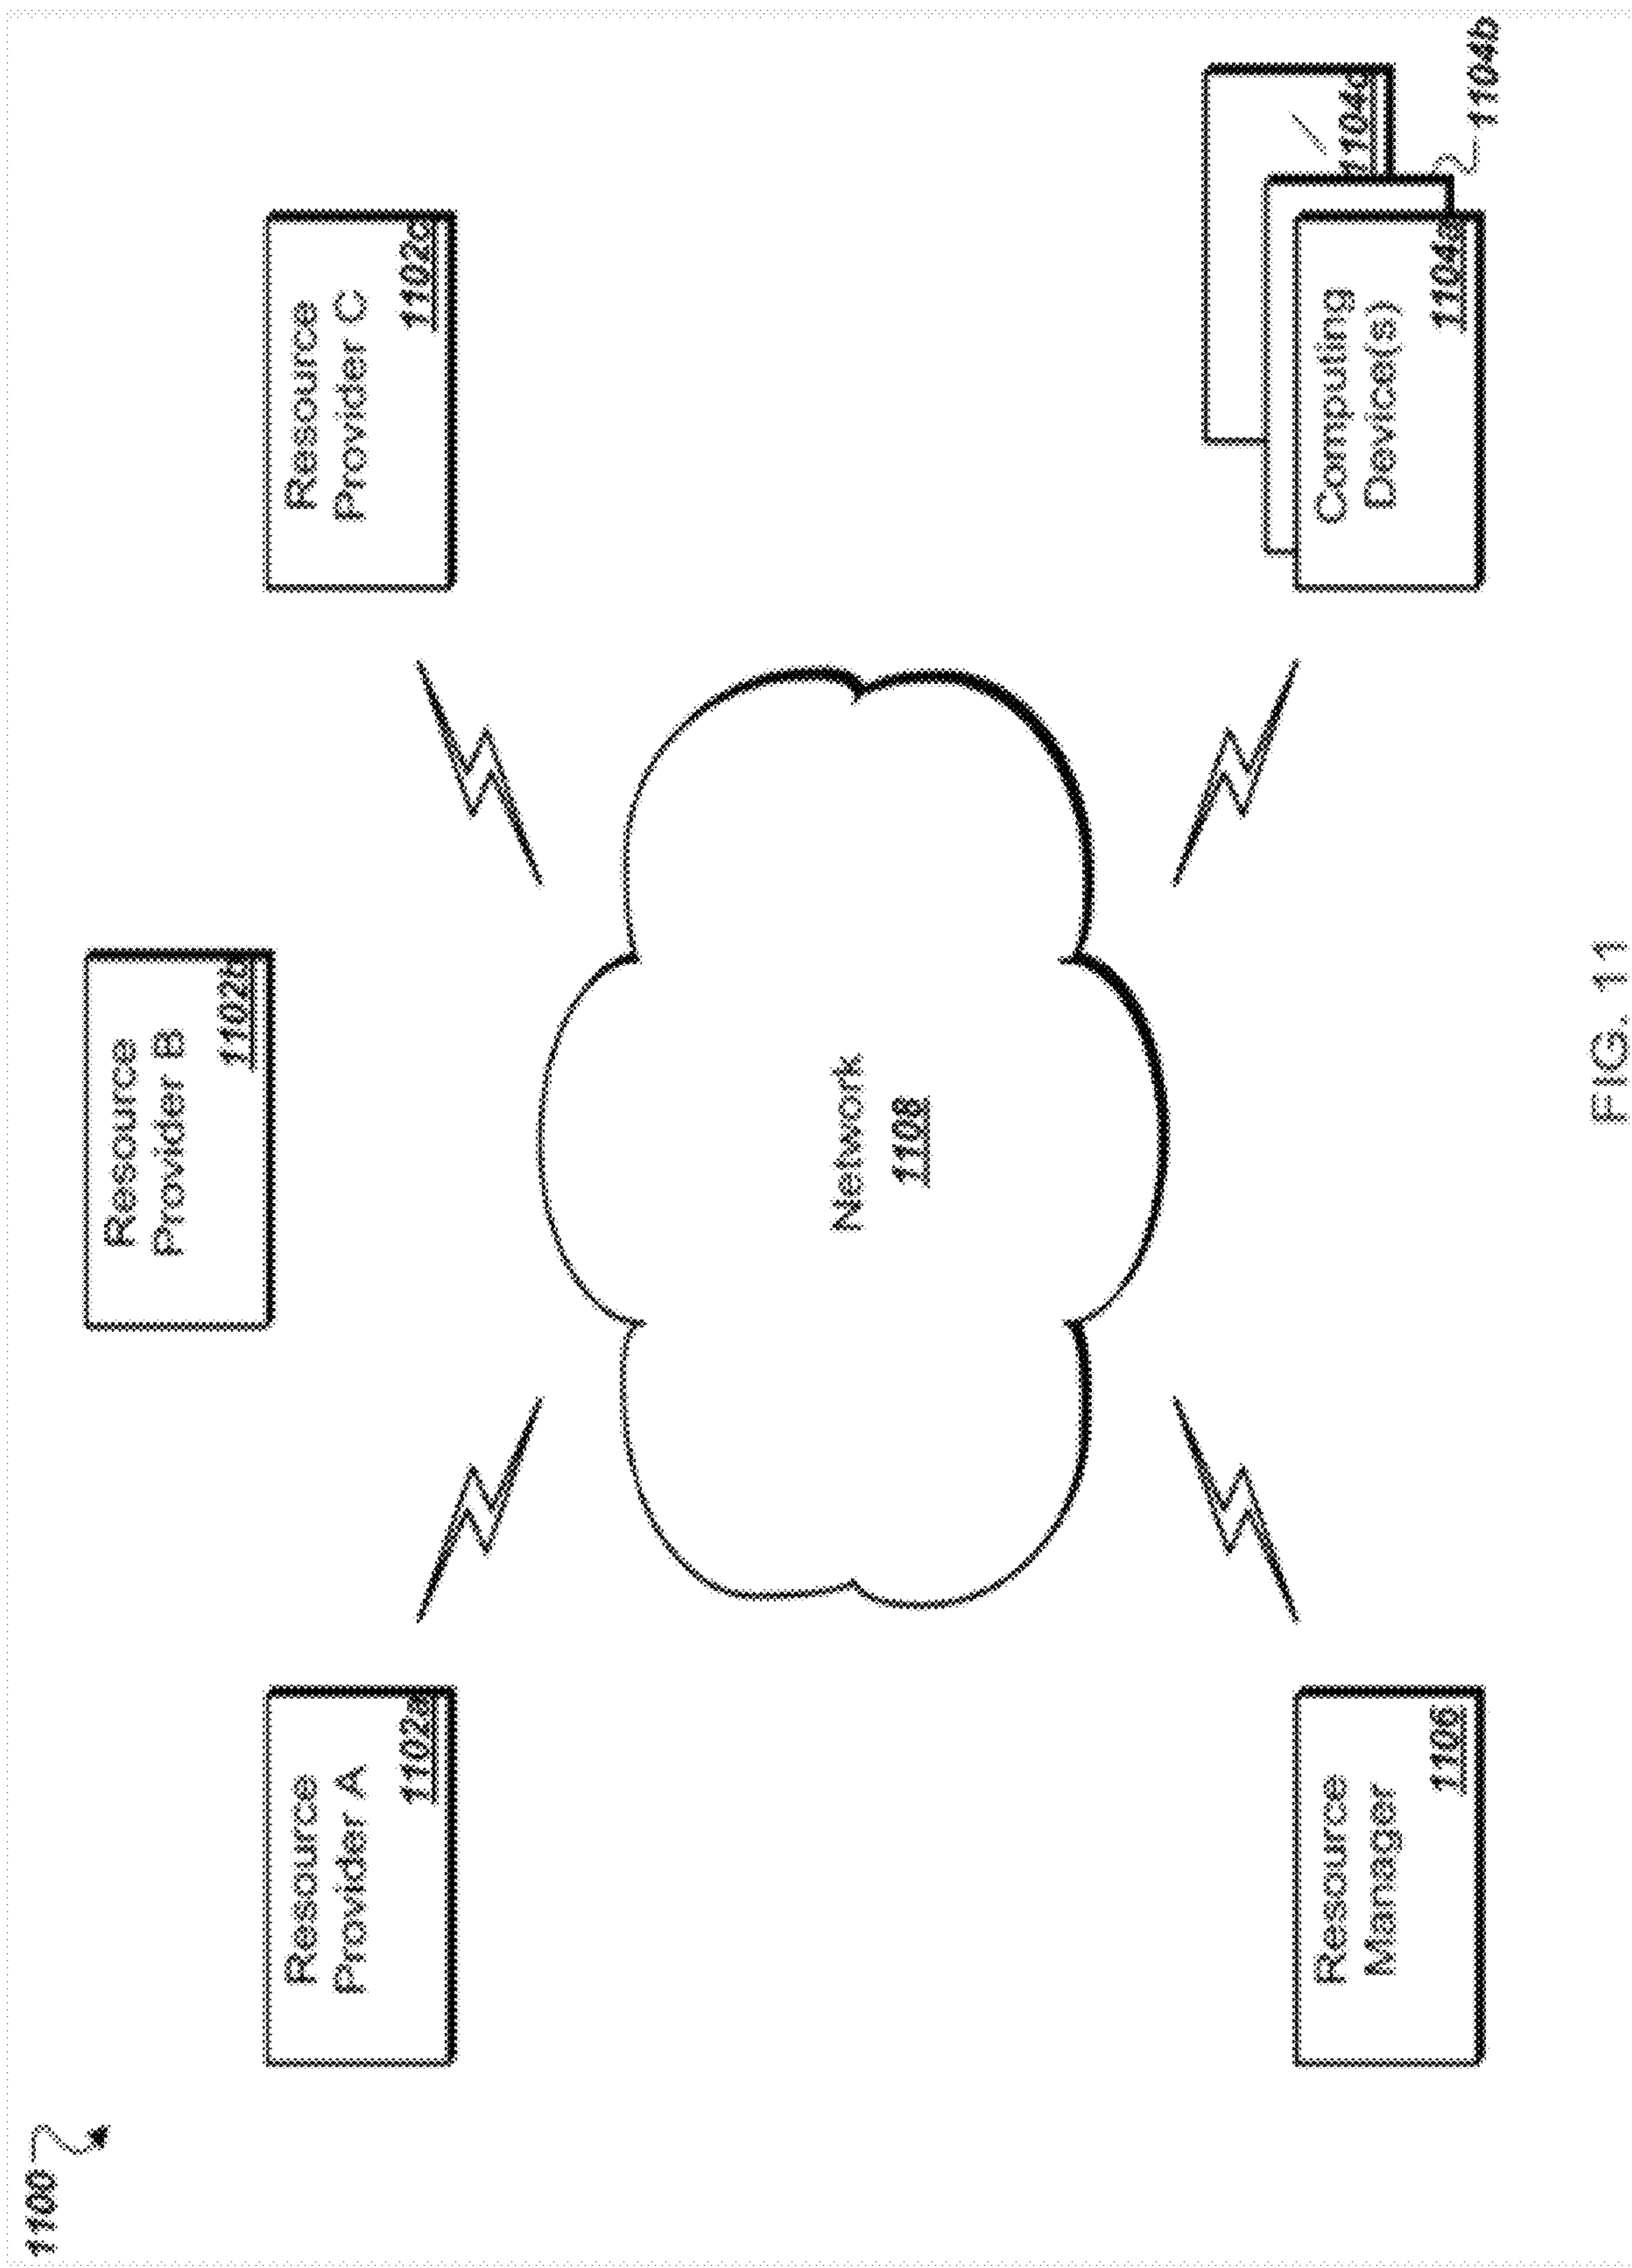 1100
Resource
Provider B
1102b
Resource
Provider A
1102a
Resource
Provider C
1102c
Network
1108
Resource
Manager
1106
Computing
Device(s)
1104a
1104b
1104c
FIG. 11